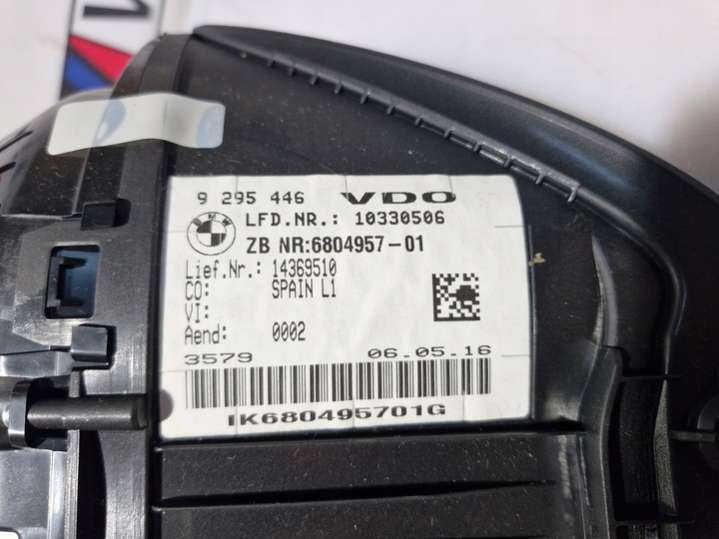 9 295 446 VDO
BMW
LFD.NR.: 10330506
ZB NR:6804957-01
Lief.Nr.: 14369510
CO: SPAIN L1
VI:
Aend: 0002
3579 06.05.16
IK680495701G